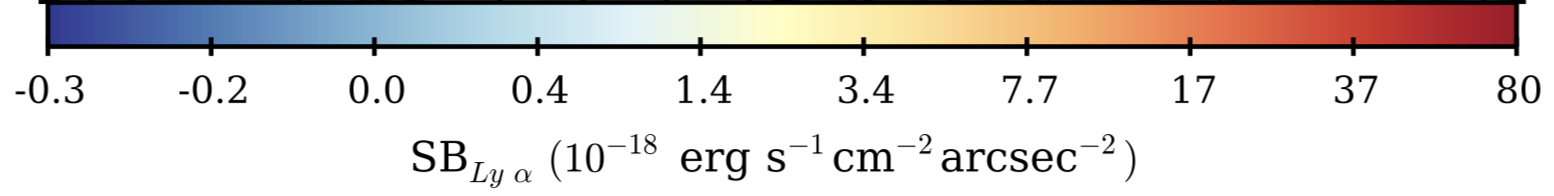 -0.3 -0.2 0.0 0.4 1.4 3.4 7.7 17 37 80
SB_{Ly α} (10^{−18} erg s^{−1} cm^{−2} arcsec^{−2})